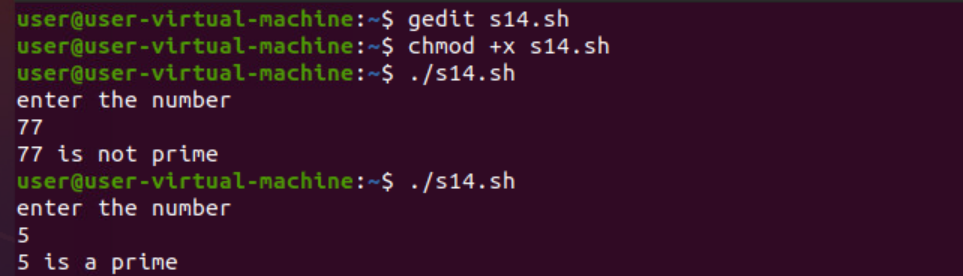 user@user-virtual-machine:~$ gedit s14.sh
user@user-virtual-machine:~$ chmod +x s14.sh
user@user-virtual-machine:~$ ./s14.sh
enter the number
77
77 is not prime
user@user-virtual-machine:~$ ./s14.sh
enter the number
5
5 is a prime